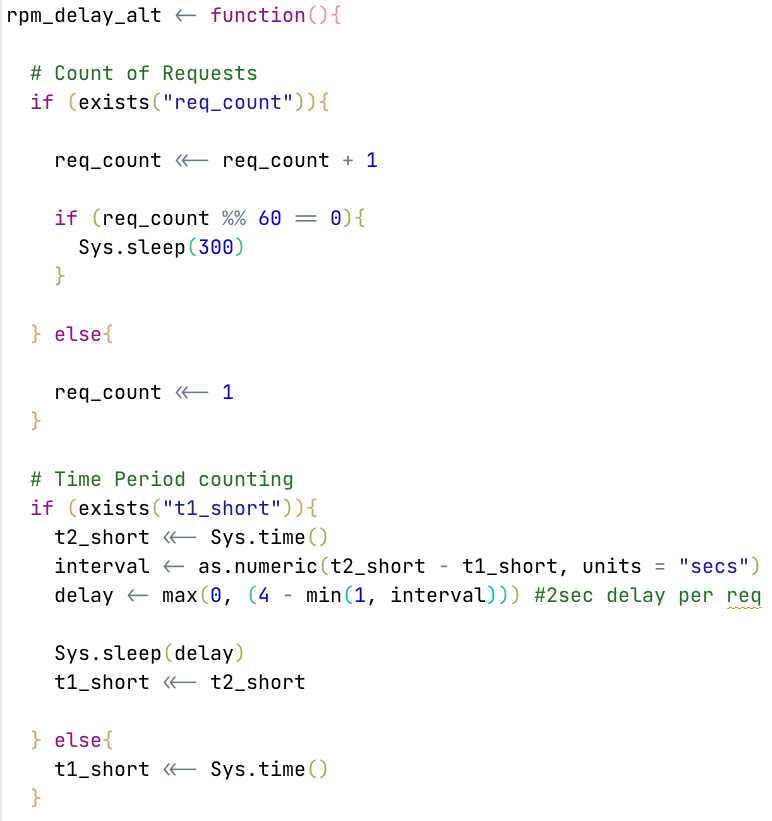 rpm_delay_alt <- function(){
# Count of Requests
if (exists("req_count")){
req_count <<- req_count + 1
if (req_count %% 60 == 0){
Sys.sleep(300)
}
} else{
req_count <<- 1
}
# Time Period counting
if (exists("t1_short")){
t2_short <<- Sys.time()
interval <- as.numeric(t2_short - t1_short, units = "secs")
delay <- max(0, (4 - min(1, interval))) #2sec delay per req
Sys.sleep(delay)
t1_short <<- t2_short
} else{
t1_short <<- Sys.time()
}